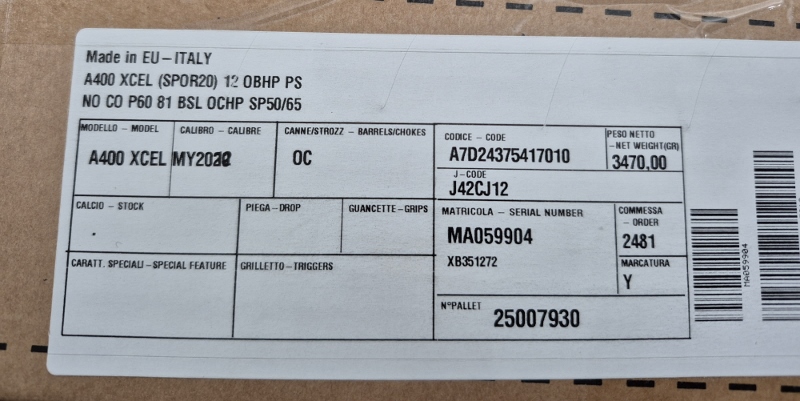 Made in EU-ITALY
A400 XCEL (SPOR20) 12 OBHP PS
NO CO P60 81 BSL OCHP SP50/65
MODELLO - MODEL
A400 XCEL
CALIBRO - CALIBRE
CANNE/STROZZ - BARRELS/CHOKES
OC
CODICE - CODE
A7D24375417010
PESO NETTO
-NET WEIGHT(GR)
3470,00
J-CODE
J42CJ12
CALCIO - STOCK
PIEGA-DROP
GUANCETTE-GRIPS
MATRICOLA - SERIAL NUMBER
MA059904
XB351272
COMMESSA
- ORDER
2481
MARCATURA
Y
CARATT. SPECIALI-SPECIAL FEATURE
GRILLETTO-TRIGGERS
N°PALLET
25007930
MA059904